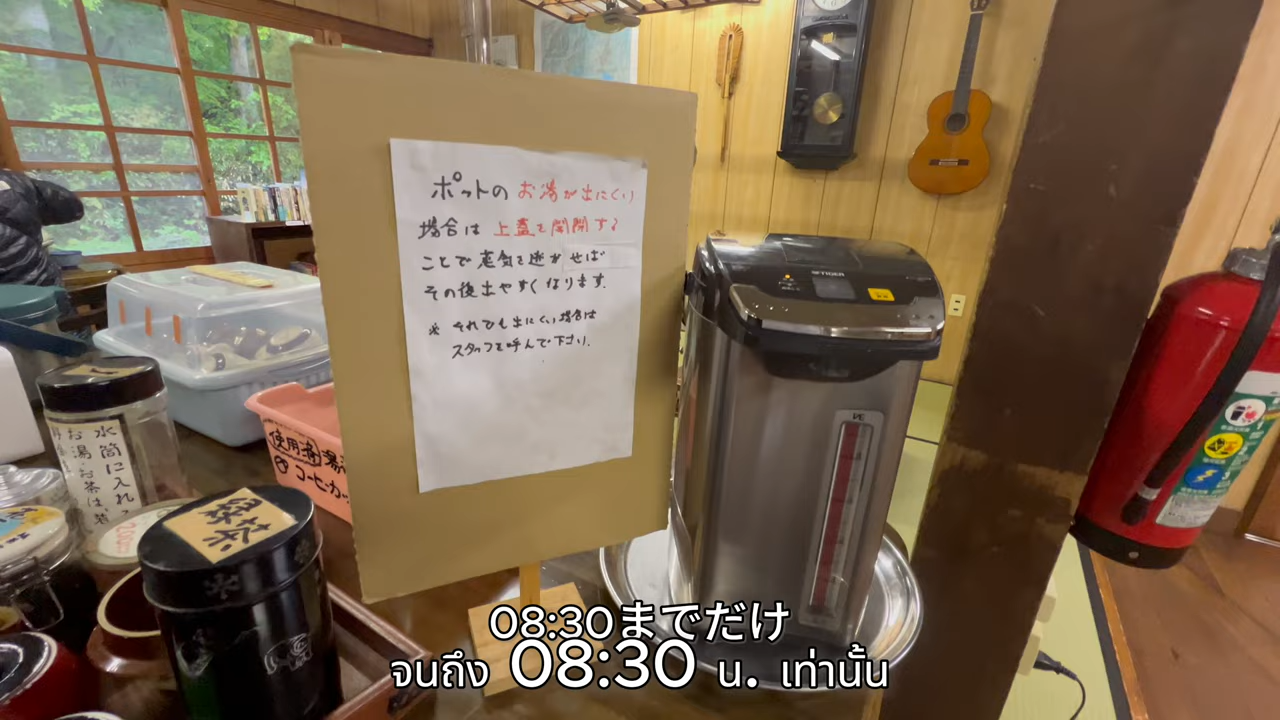 ポットの お湯が出にくい
場合は 上蓋を開閉する
ことで蒸気を逃がせば
その後出やすくなります.
※ それでも出にくい場合は
スタッフを呼んで下さい.
TIGER
水筒に入れ
お湯・お茶は、
使用済
コーヒーカッ
緑茶
08:30までだけ
จนถึง 08:30 น. เท่านั้น